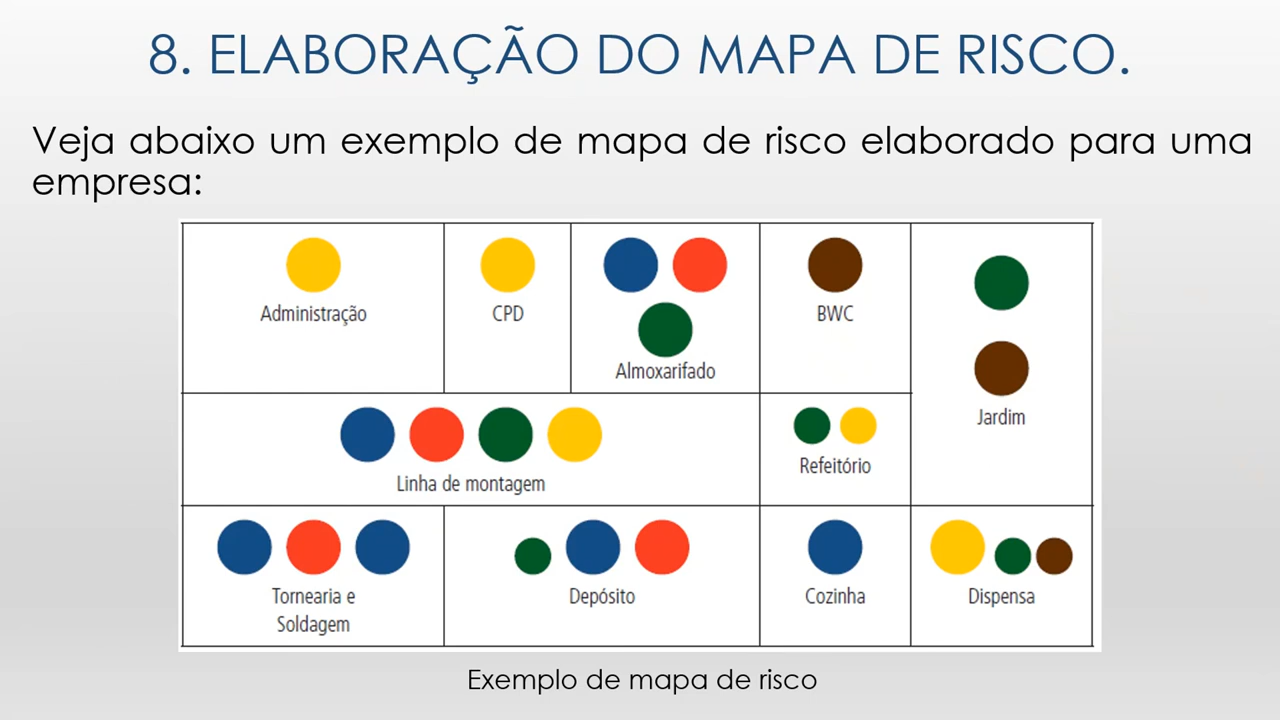 8. ELABORAÇÃO DO MAPA DE RISCO.
Veja abaixo um exemplo de mapa de risco elaborado para uma
empresa:
Administração
CPD
Almoxarifado
BWC
Jardim
Linha de montagem
Refeitório
Tornearia e
Soldagem
Depósito
Cozinha
Dispensa
Exemplo de mapa de risco